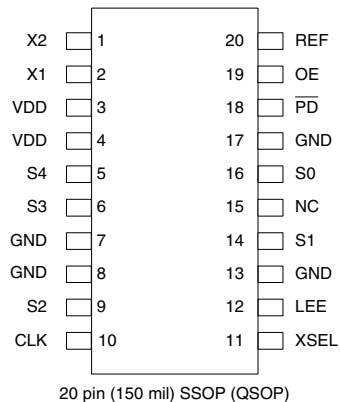 X2 1 20 REF
X1 2 19 OE
VDD 3 18 P̅D̅
VDD 4 17 GND
S4 5 16 S0
S3 6 15 NC
GND 7 14 S1
GND 8 13 GND
S2 9 12 LEE
CLK 10 11 XSEL
20 pin (150 mil) SSOP (QSOP)